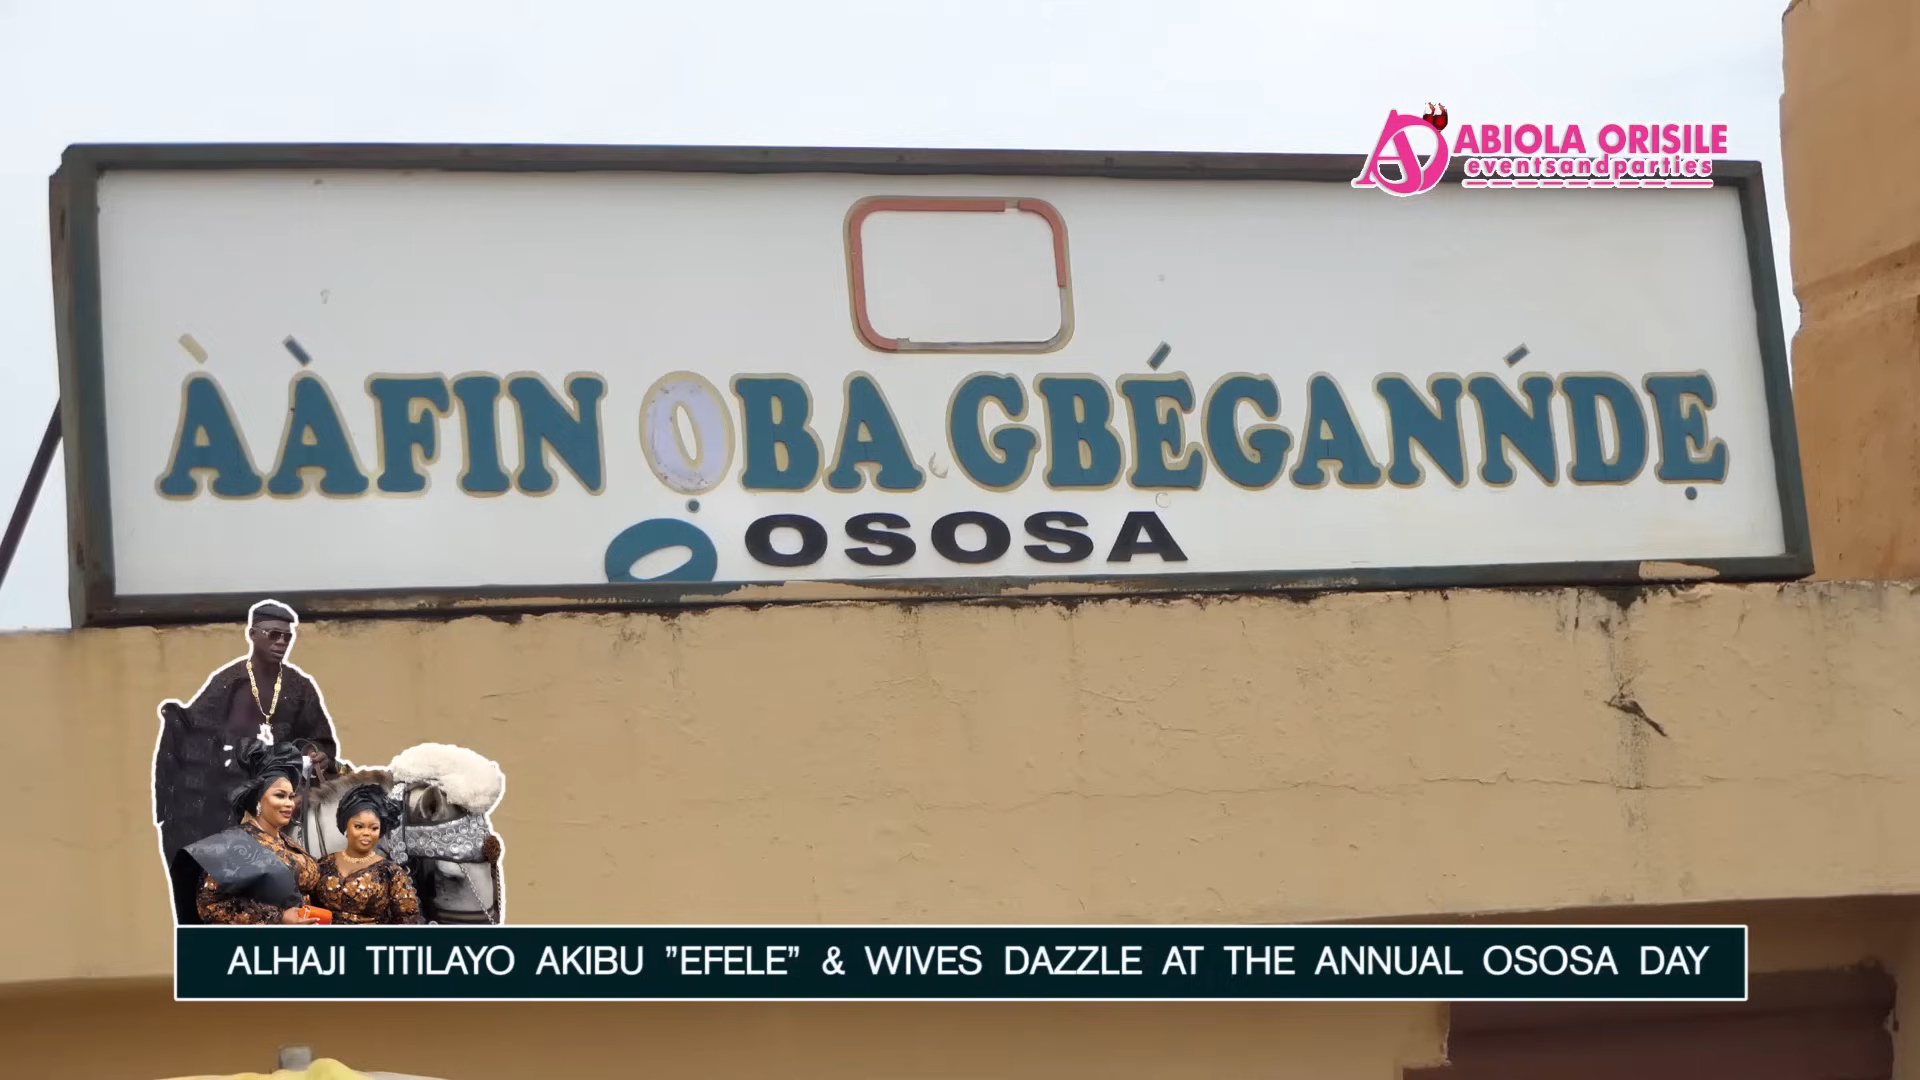 ABIOLA ORISILE
eventsandparties
ÀÀFIN ỌBA GBÉGANŃDẸ
OSOSA
ALHAJI TITILAYO AKIBU ”EFELE” & WIVES DAZZLE AT THE ANNUAL OSOSA DAY